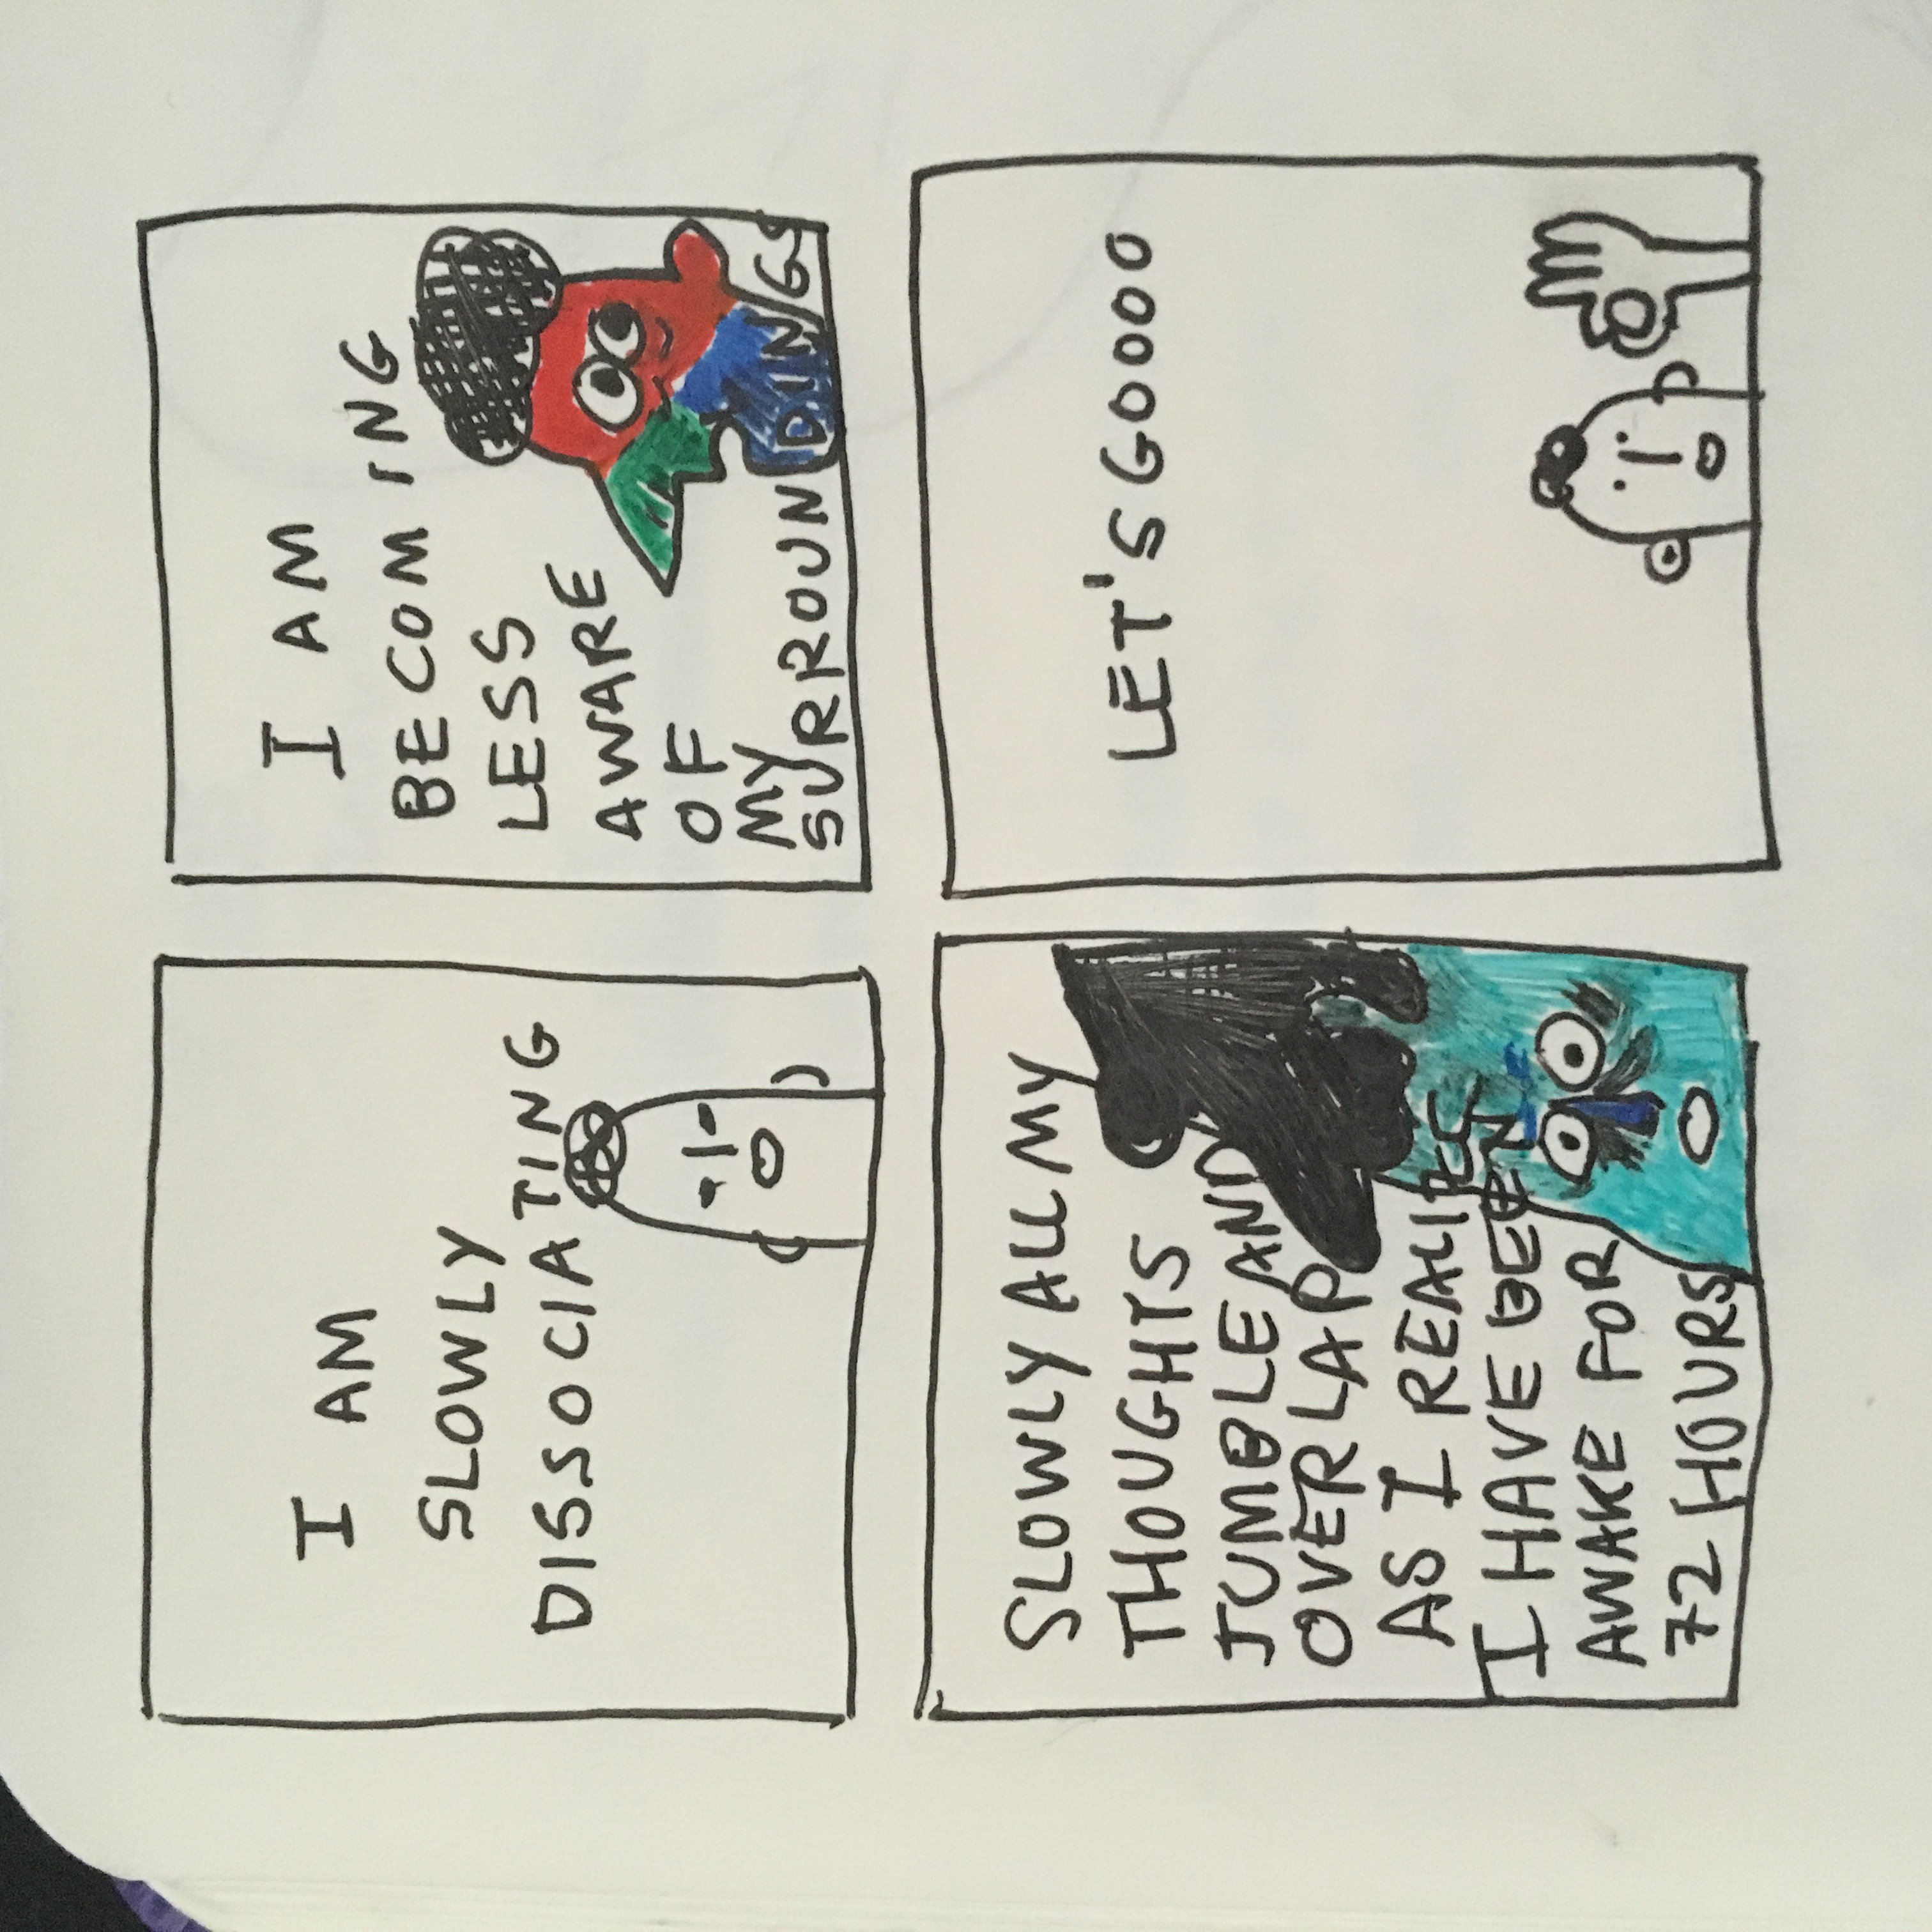 I AM
SLOWLY
DISSOCIATING
I AM
BECOMING
LESS
AWARE
OF
MY
SURROUNDINGS
SLOWLY ALL MY
THOUGHTS
JUMBLE AND
OVERLAP
AS I REALISE
I HAVE BEEN
AWAKE FOR
72 HOURS
LET'S GOOOO